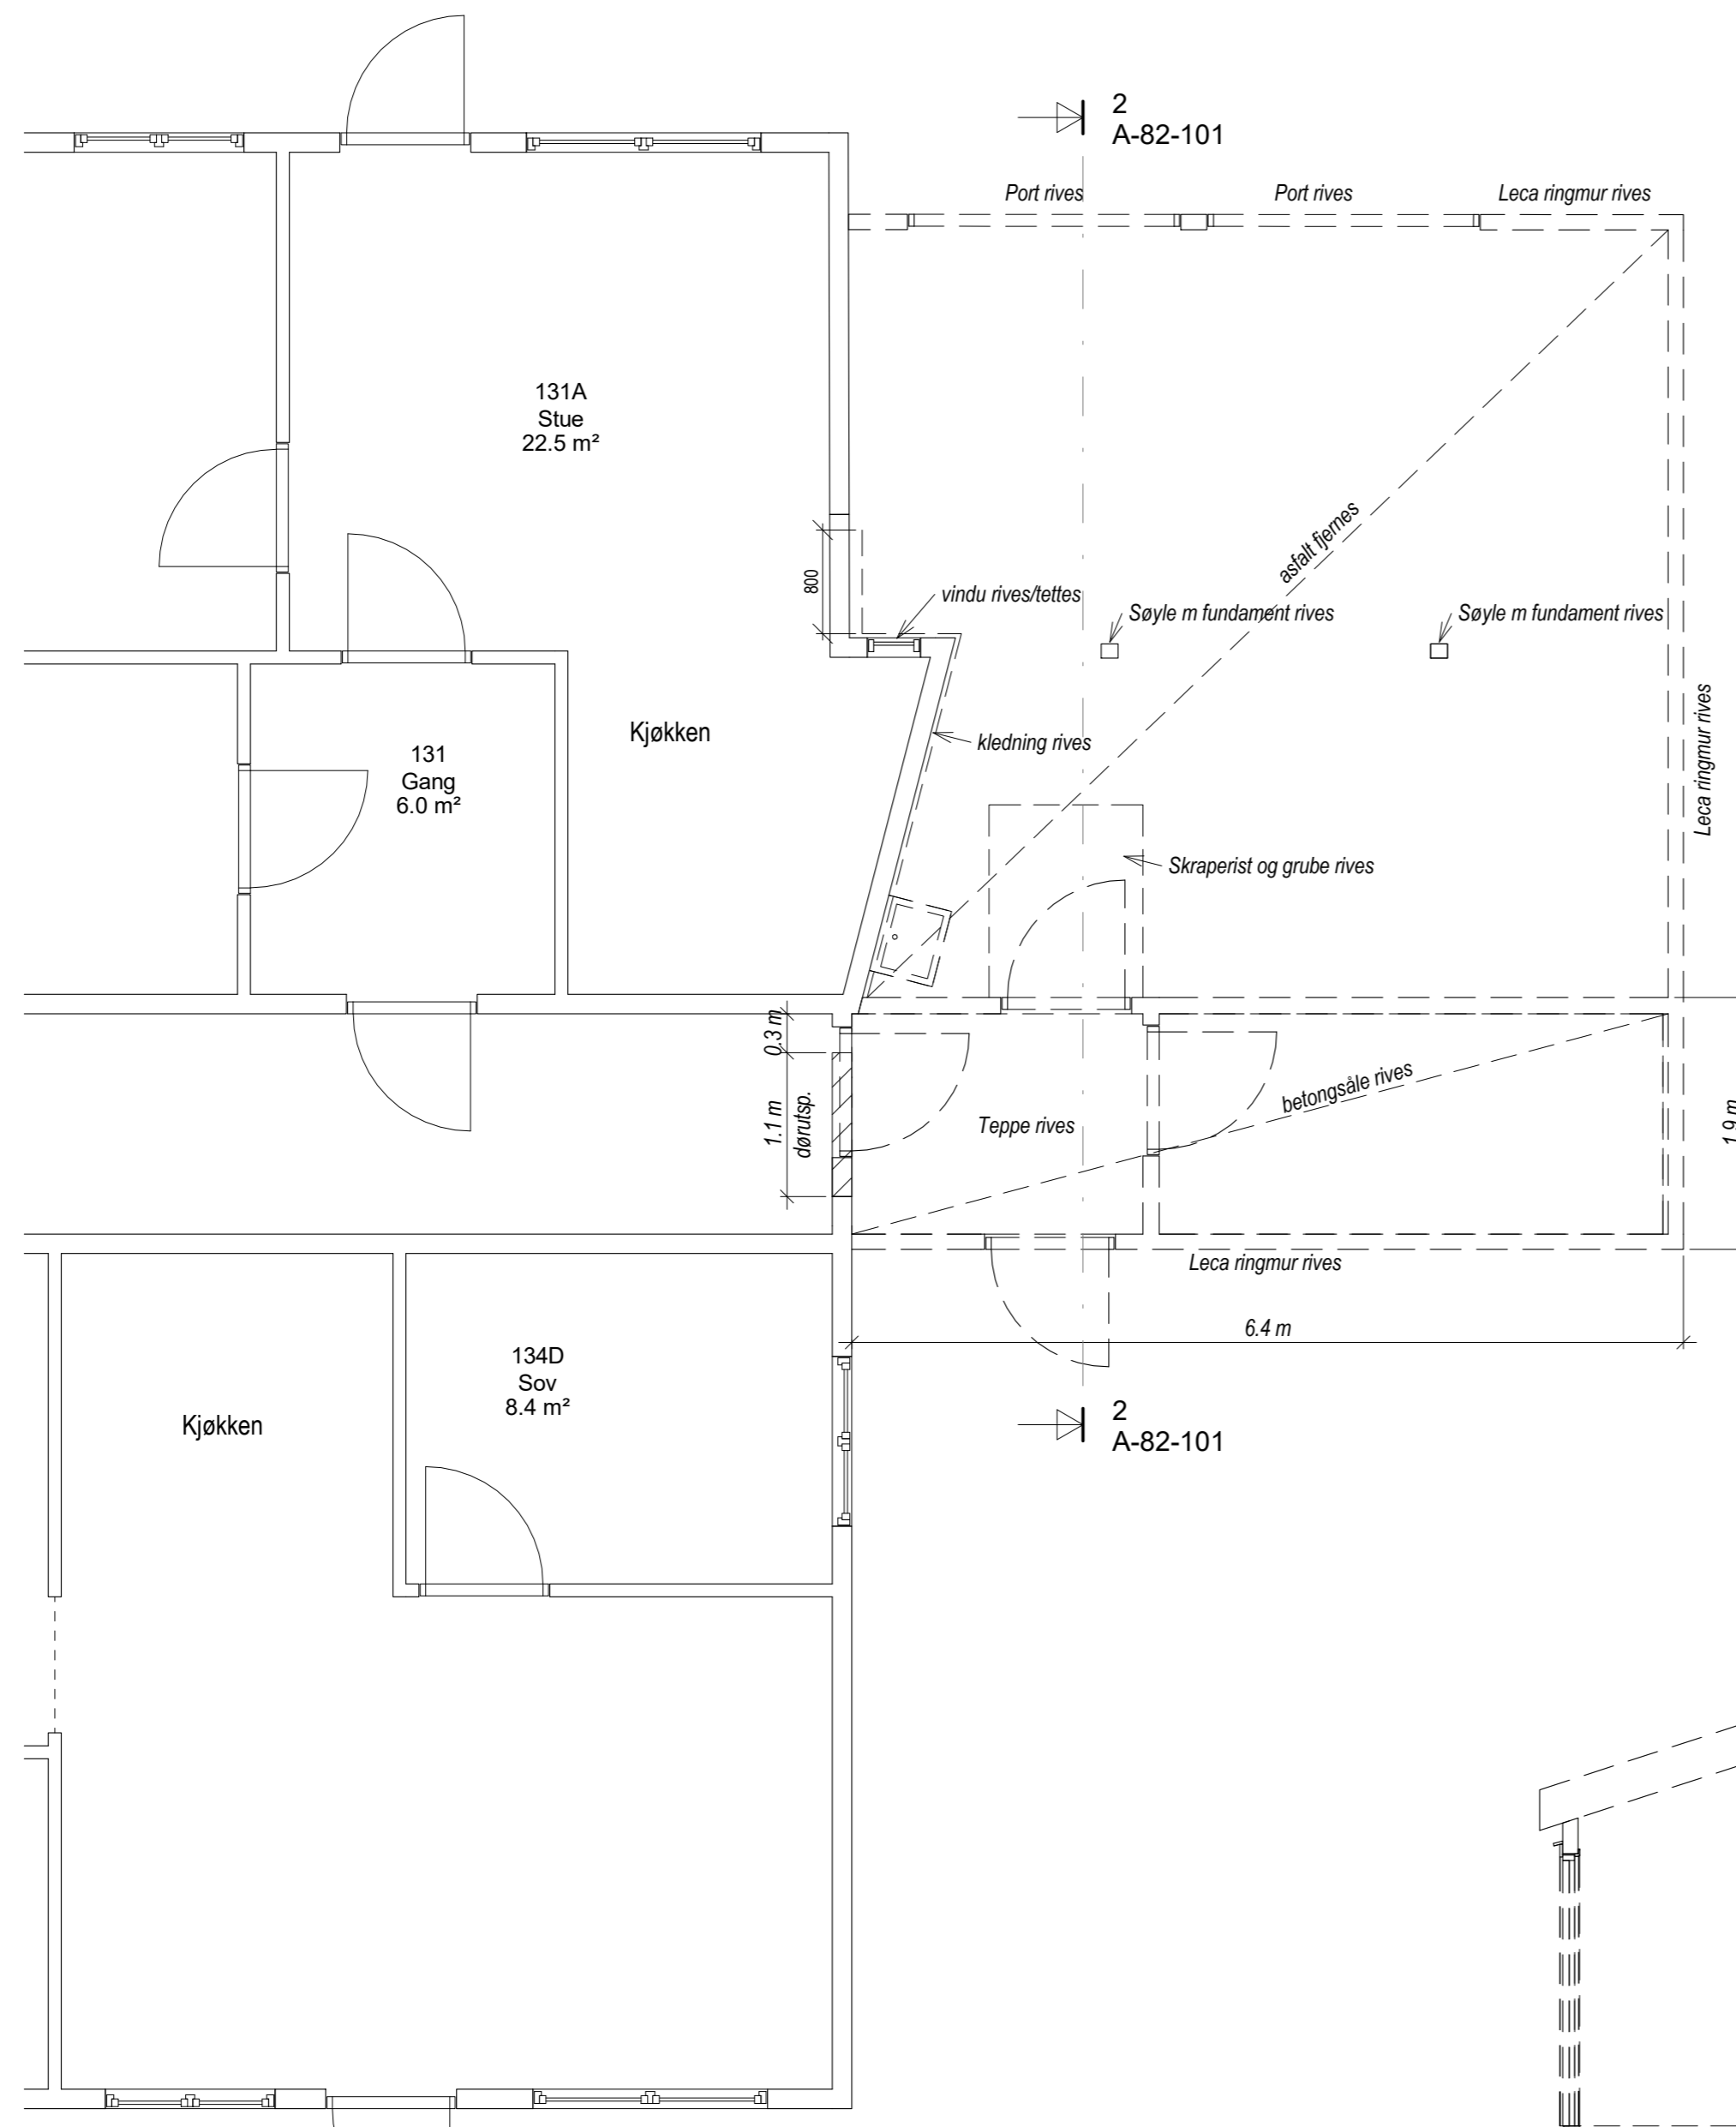 2
A-82-101
Port rives
Port rives
Leca ringmur rives
131A
Stue
22.5 m²
asfalt fjernes
800
vindu rives/tettes
Søyle m fundament rives
Søyle m fundament rives
Leca ringmur rives
Kjøkken
kledning rives
131
Gang
6.0 m²
Skraperist og grube rives
0.3 m
1.1 m
dørutsp.
Teppe rives
betongsåle rives
1.9 m
Leca ringmur rives
6.4 m
134D
Sov
8.4 m²
Kjøkken
2
A-82-101